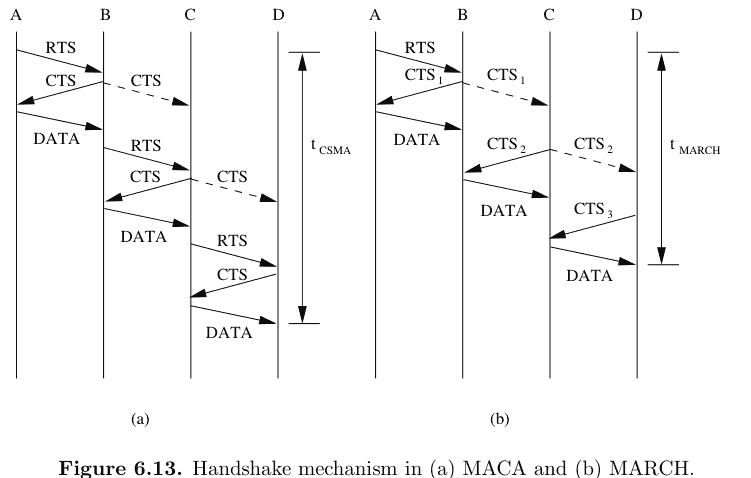 A B C D A B C D
RTS RTS
CTS CTS CTS₁ CTS₁
DATA DATA
RTS
CTS CTS t CSMA CTS₂ CTS₂ t MARCH
DATA DATA
RTS CTS₃
CTS
DATA DATA
(a) (b)
Figure 6.13. Handshake mechanism in (a) MACA and (b) MARCH.